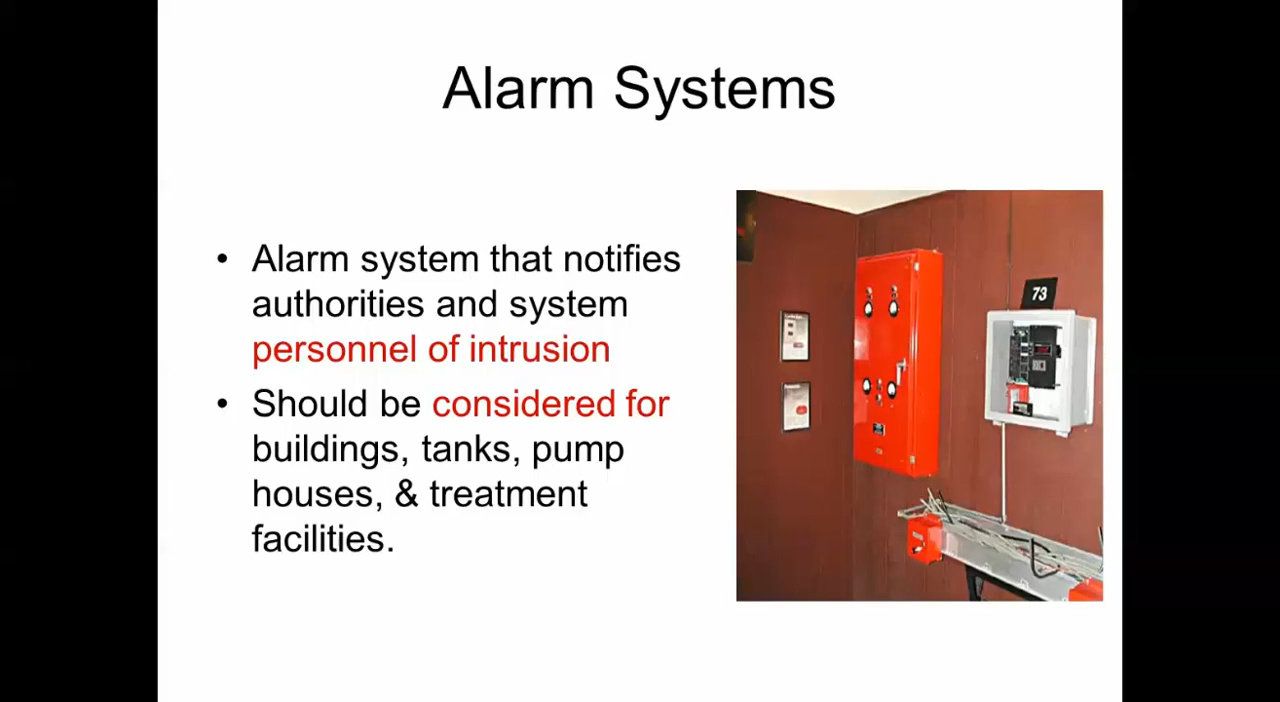 Alarm Systems
• Alarm system that notifies
authorities and system
personnel of intrusion
• Should be considered for
buildings, tanks, pump
houses, & treatment
facilities.
73